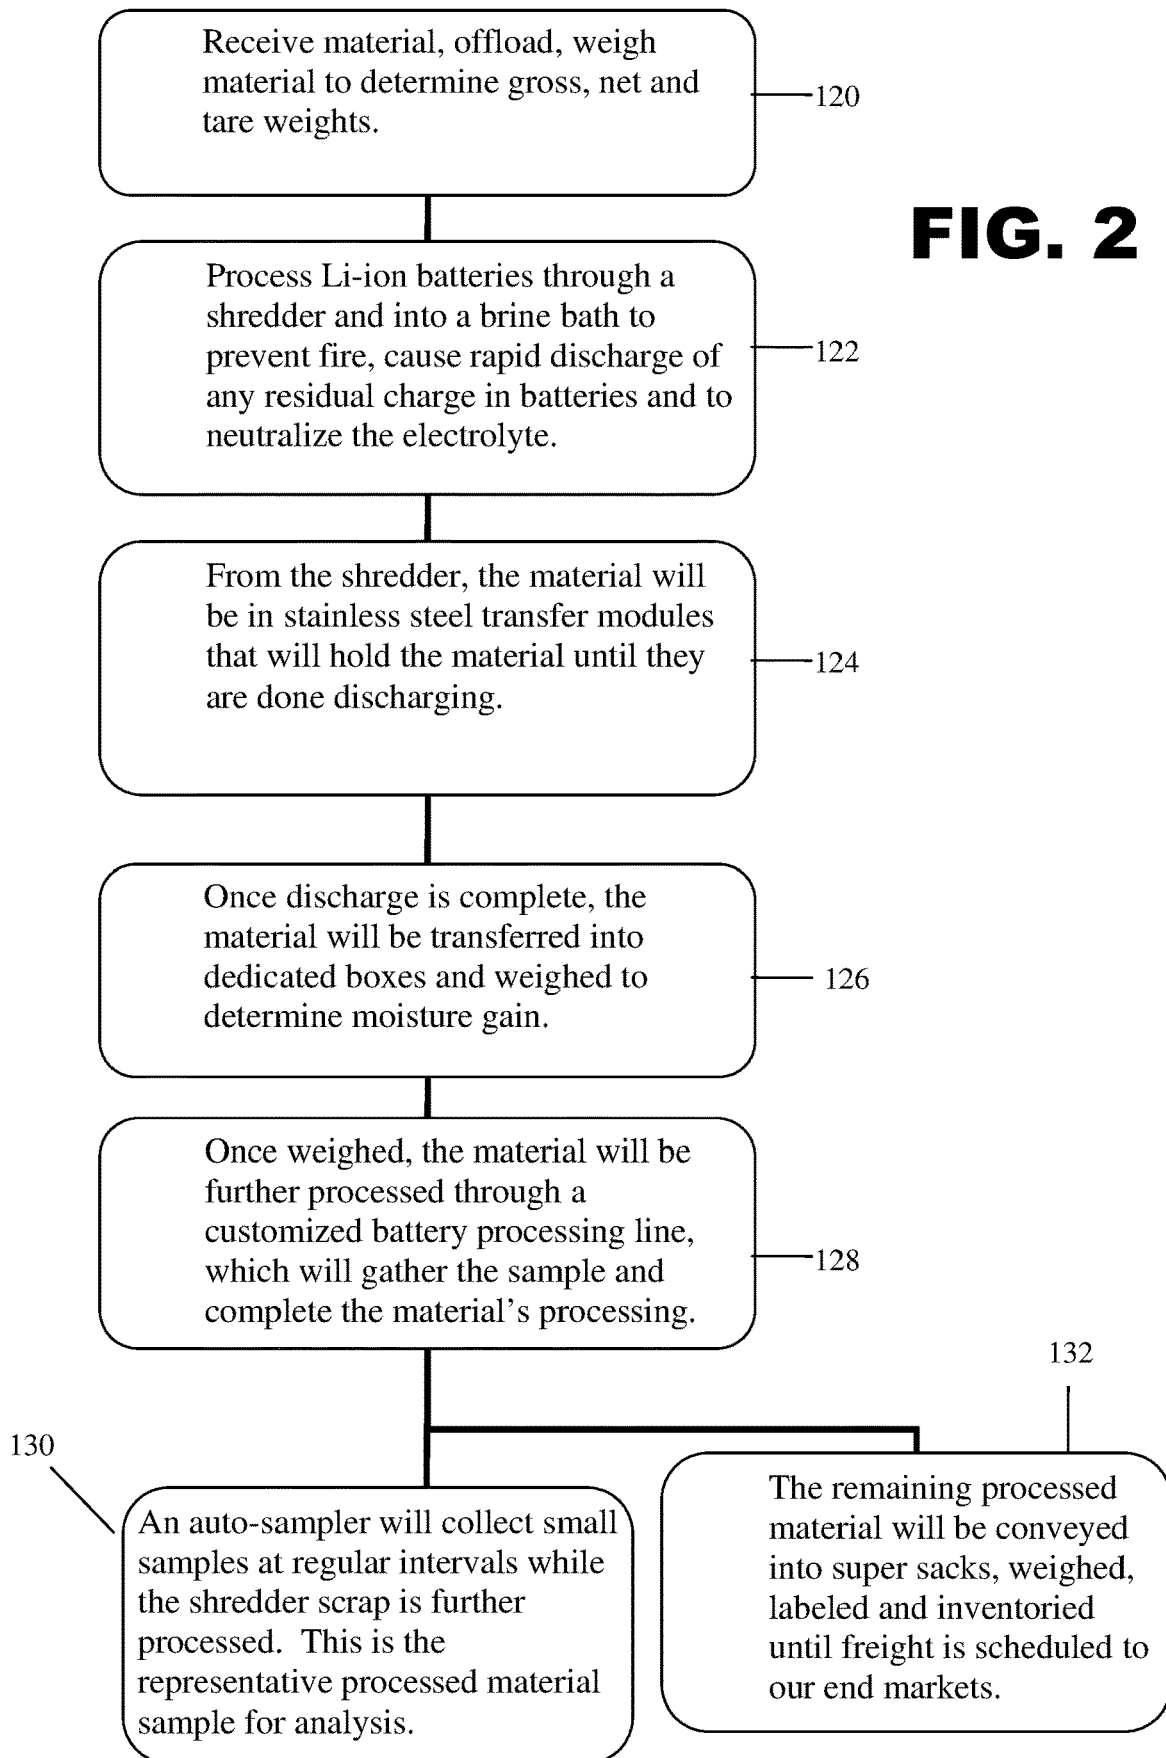 Receive material, offload, weigh
material to determine gross, net and
tare weights.
120
FIG. 2
Process Li-ion batteries through a
shredder and into a brine bath to
prevent fire, cause rapid discharge of
any residual charge in batteries and to
neutralize the electrolyte.
122
From the shredder, the material will
be in stainless steel transfer modules
that will hold the material until they
are done discharging.
124
Once discharge is complete, the
material will be transferred into
dedicated boxes and weighed to
determine moisture gain.
126
Once weighed, the material will be
further processed through a
customized battery processing line,
which will gather the sample and
complete the material's processing.
128
130
An auto-sampler will collect small
samples at regular intervals while
the shredder scrap is further
processed.  This is the
representative processed material
sample for analysis.
132
The remaining processed
material will be conveyed
into super sacks, weighed,
labeled and inventoried
until freight is scheduled to
our end markets.